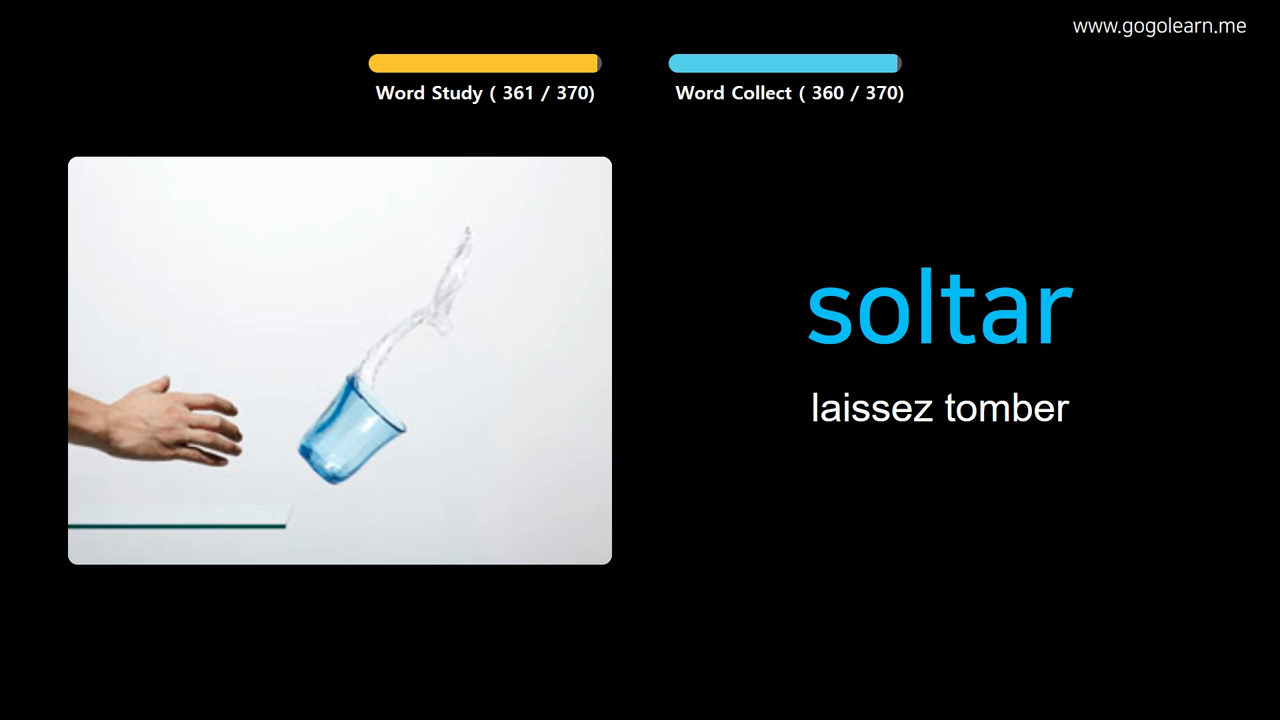 www.gogolearn.me
Word Study ( 361 / 370)
Word Collect ( 360 / 370)
soltar
laissez tomber